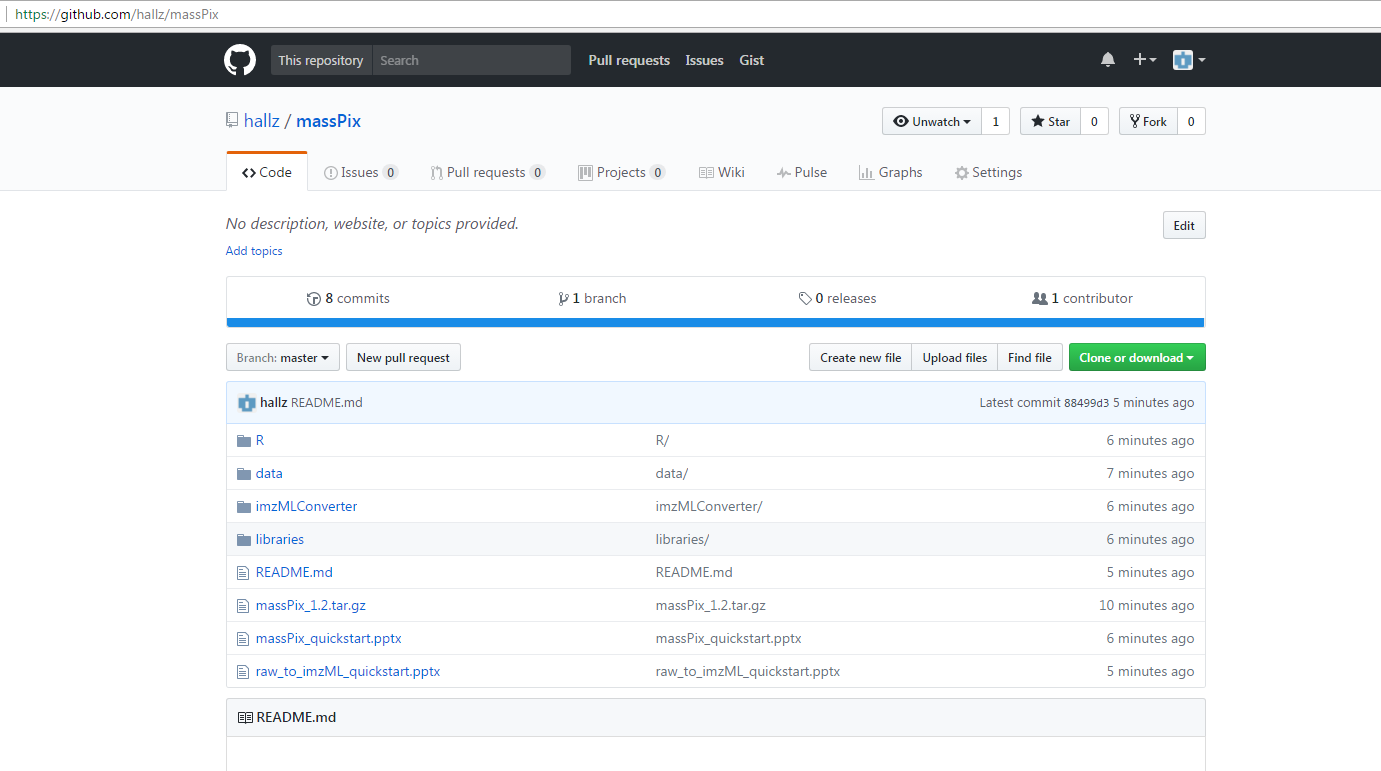 https://github.com/hallz/massPix
This repository Search Pull requests Issues Gist
hallz / massPix Unwatch 1 Star 0 Fork 0
Code Issues 0 Pull requests 0 Projects 0 Wiki Pulse Graphs Settings
No description, website, or topics provided. Edit
Add topics
8 commits 1 branch 0 releases 1 contributor
Branch: master New pull request Create new file Upload files Find file Clone or download
hallz README.md Latest commit 88499d3 5 minutes ago
R R/ 6 minutes ago
data data/ 7 minutes ago
imzMLConverter imzMLConverter/ 6 minutes ago
libraries libraries/ 6 minutes ago
README.md README.md 5 minutes ago
massPix_1.2.tar.gz massPix_1.2.tar.gz 10 minutes ago
massPix_quickstart.pptx massPix_quickstart.pptx 6 minutes ago
raw_to_imzML_quickstart.pptx raw_to_imzML_quickstart.pptx 5 minutes ago
README.md